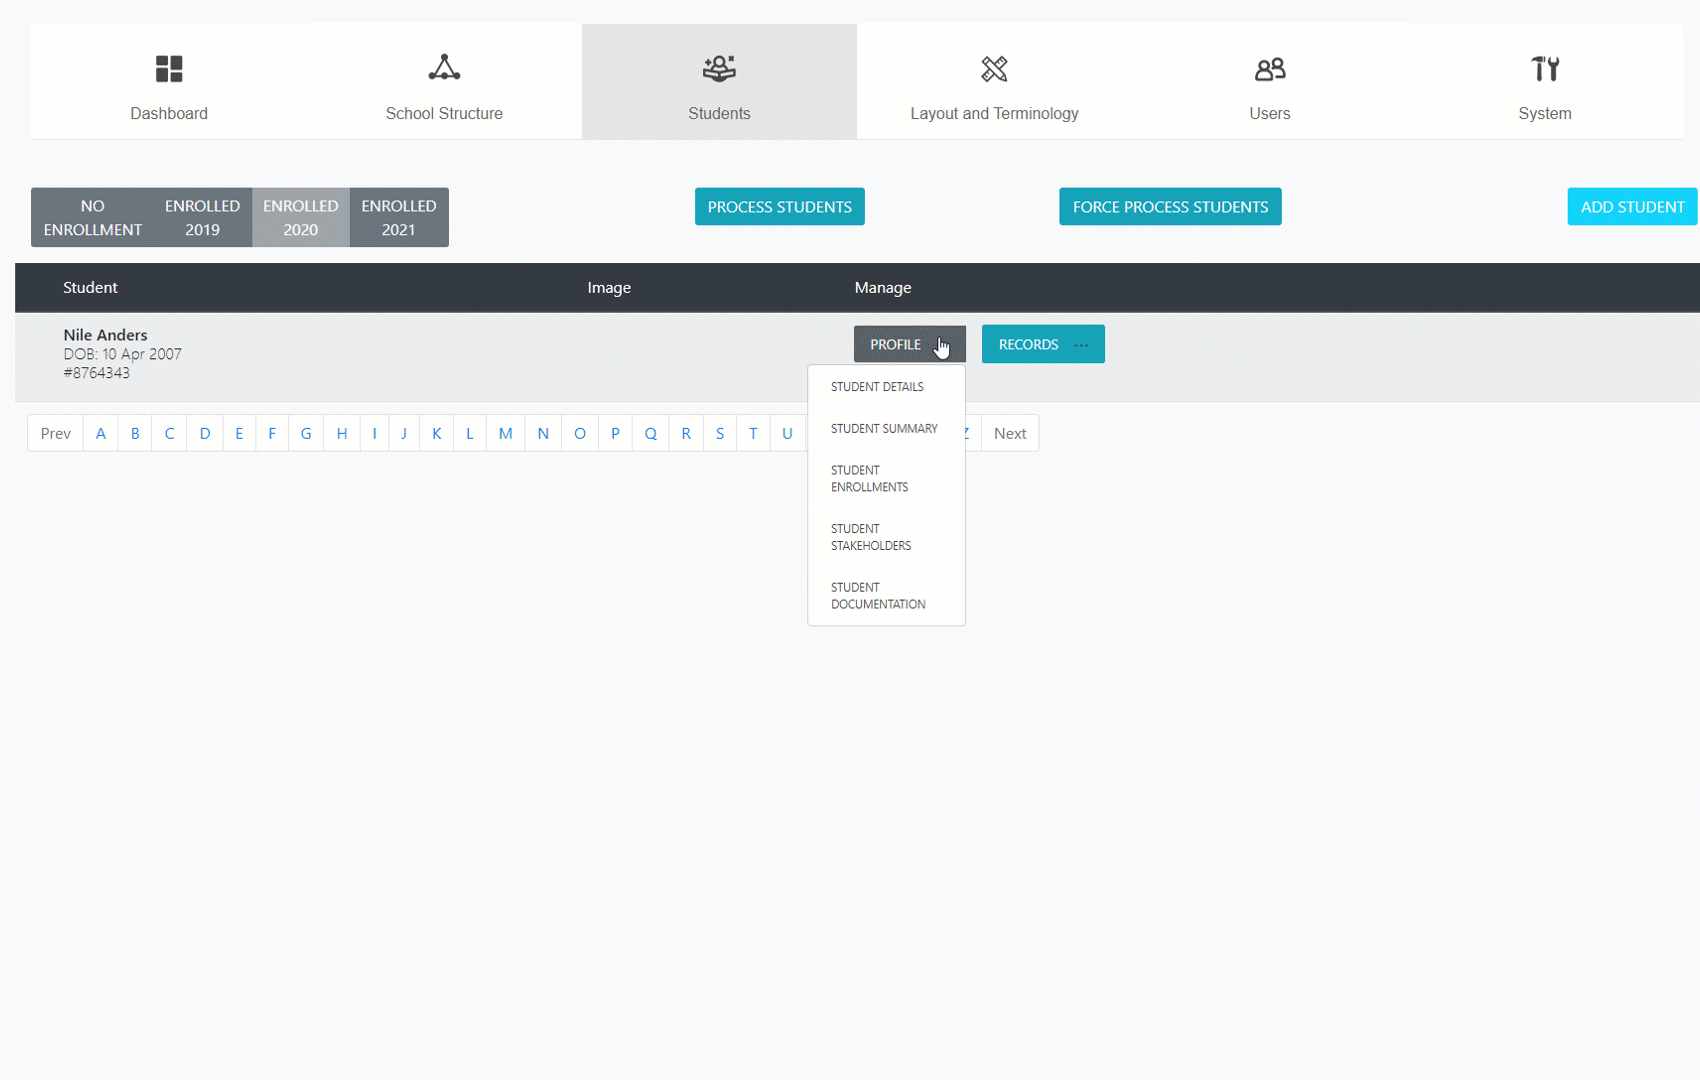 Dashboard
School Structure
Students
Layout and Terminology
Users
System
NO
ENROLLMENT
ENROLLED
2019
ENROLLED
2020
ENROLLED
2021
PROCESS STUDENTS
FORCE PROCESS STUDENTS
ADD STUDENT
Student Image Manage
Nile Anders
DOB: 10 Apr 2007
#8764343
PROFILE
RECORDS ...
STUDENT DETAILS
STUDENT SUMMARY
STUDENT
ENROLLMENTS
STUDENT
STAKEHOLDERS
STUDENT
DOCUMENTATION
Prev A B C D E F G H I J K L M N O P Q R S T U Z Next